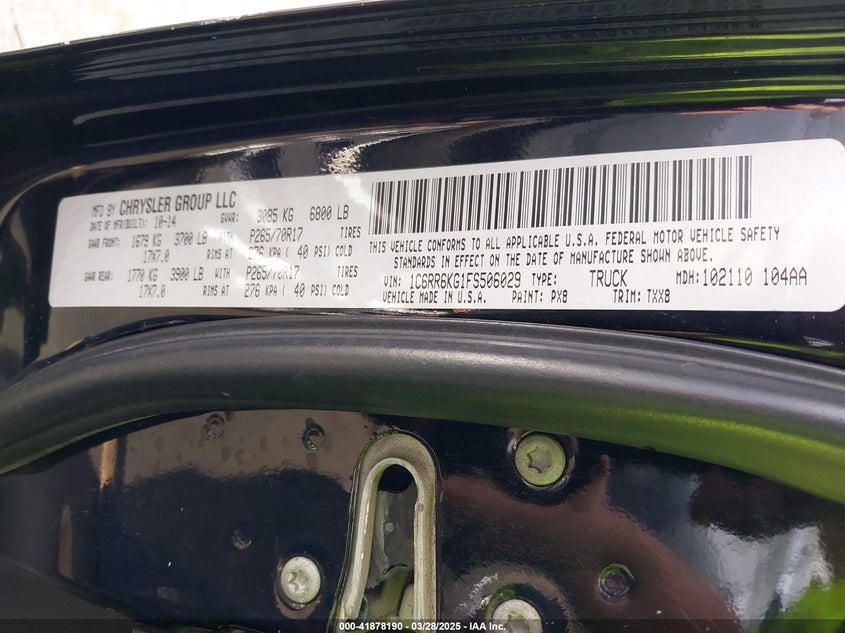 MFD BY CHRYSLER GROUP LLC
DATE OF MFR(BUILT): 10-14 GVWR: 3085 KG 6800 LB
GAWR FRONT: 1679 KG 3700 LB WITH P265/70R17 TIRES
17X7.0 RIMS AT 276 KPA ( 40 PSI) COLD
GAWR REAR: 1770 KG 3900 LB WITH P265/70R17 TIRES
17X7.0 RIMS AT 276 KPA ( 40 PSI) COLD
THIS VEHICLE CONFORMS TO ALL APPLICABLE U.S.A. FEDERAL MOTOR VEHICLE SAFETY
STANDARDS IN EFFECT ON THE DATE OF MANUFACTURE SHOWN ABOVE.
VIN: 1C6RR6KG1FS506029 TYPE: TRUCK MDH: 102110 104AA
VEHICLE MADE IN U.S.A. PAINT: PX8 TRIM: TXX8
000-41878190 — 03/28/2025 — IAA Inc.